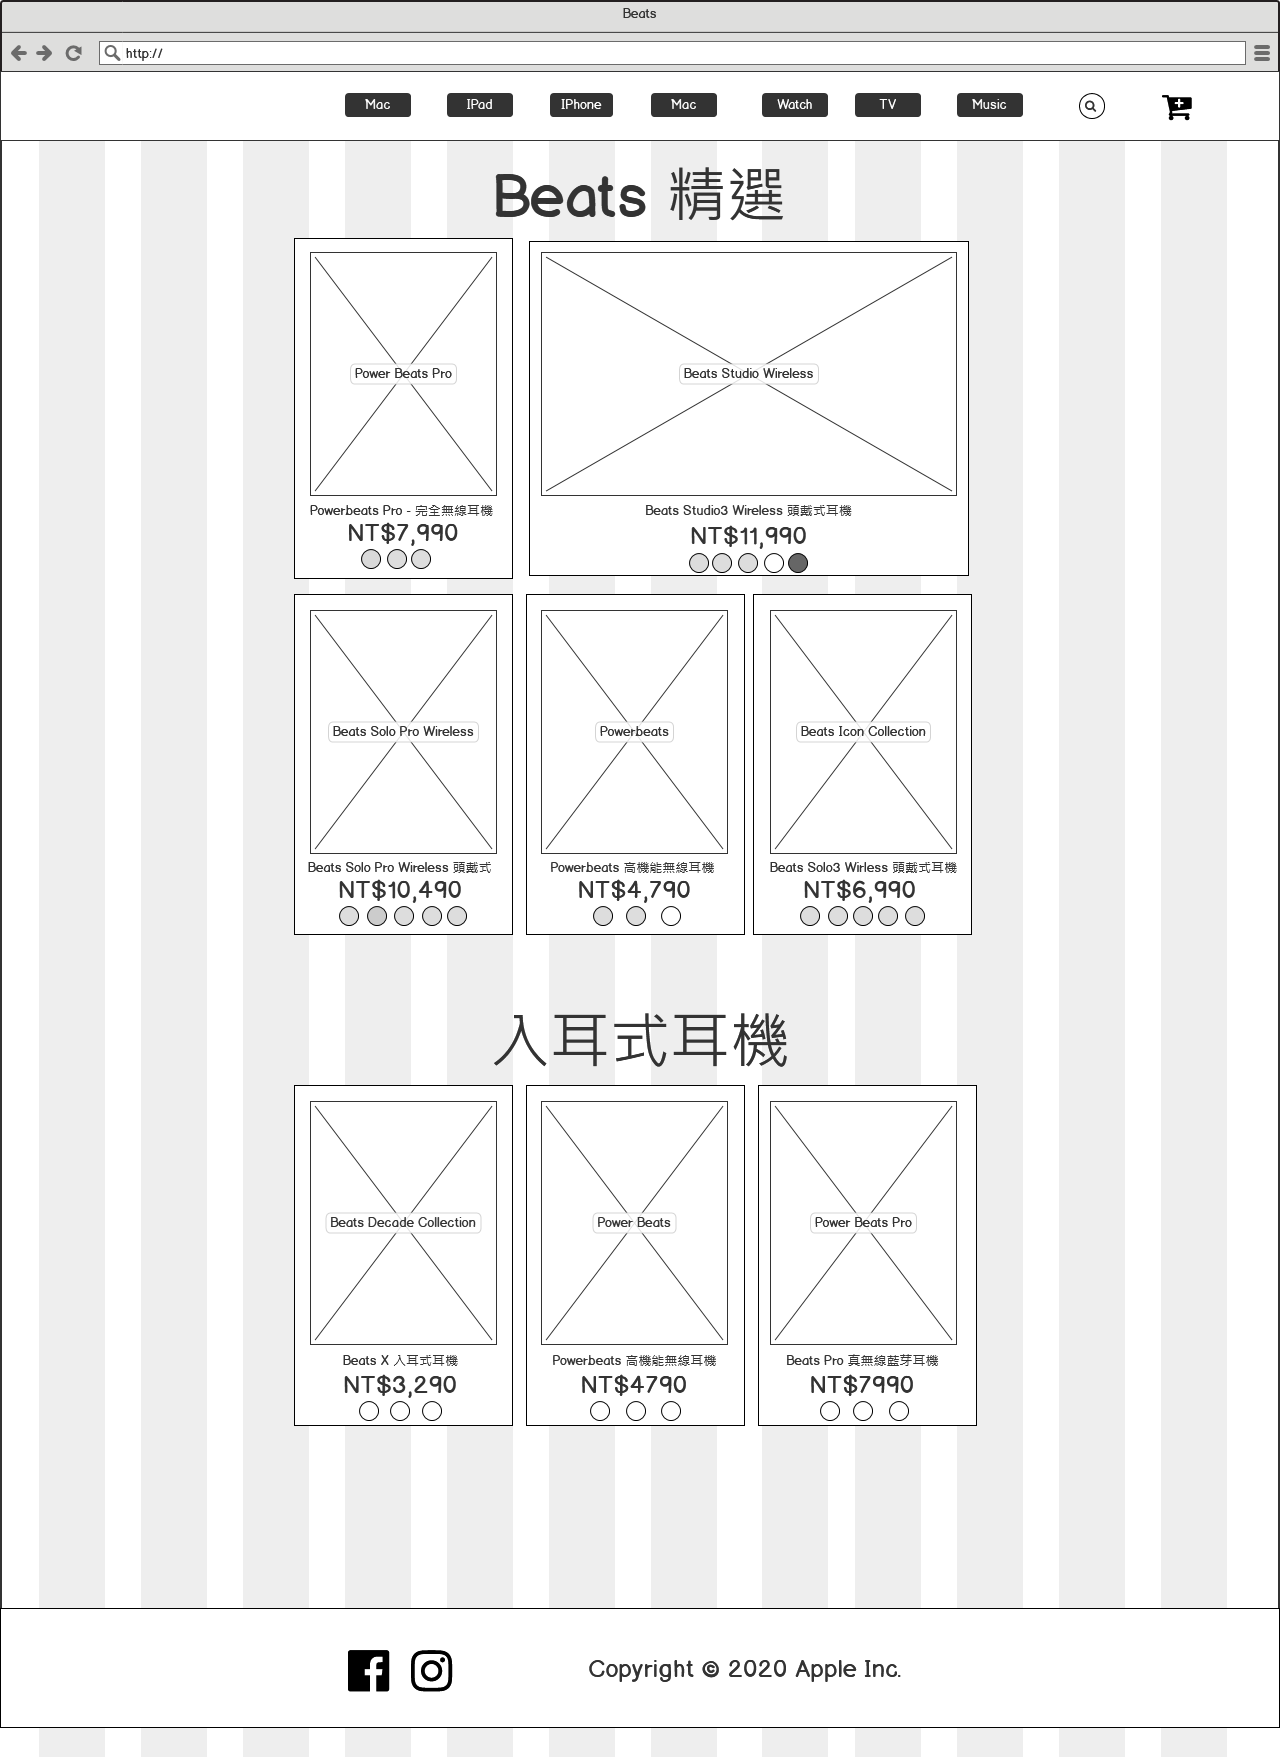 Beats
http://
Mac IPad IPhone Mac Watch TV Music
Beats 精選
Power Beats Pro
Powerbeats Pro - 完全無線耳機
NT$7,990
Beats Studio Wireless
Beats Studio3 Wireless 頭戴式耳機
NT$11,990
Beats Solo Pro Wireless
Beats Solo Pro Wireless 頭戴式
NT$10,490
Powerbeats
Powerbeats 高機能無線耳機
NT$4,790
Beats Icon Collection
Beats Solo3 Wirless 頭戴式耳機
NT$6,990
入耳式耳機
Beats Decade Collection
Beats X 入耳式耳機
NT$3,290
Power Beats
Powerbeats 高機能無線耳機
NT$4790
Power Beats Pro
Beats Pro 真無線藍芽耳機
NT$7990
Copyright © 2020 Apple Inc.